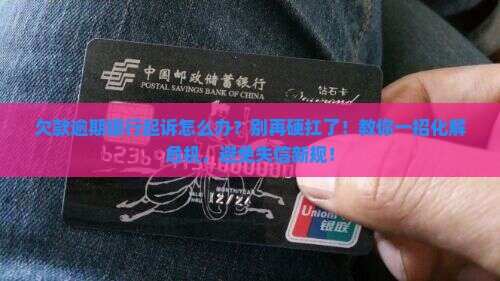 中国邮政储蓄银行
POSTAL SAVINGS BANK OF CHINA
钻石卡
Diamond
欠款逾期银行起诉怎么办？别再硬扛了！教你一招化解
危机，避免失信新规！
12/24
UnionPay
银联